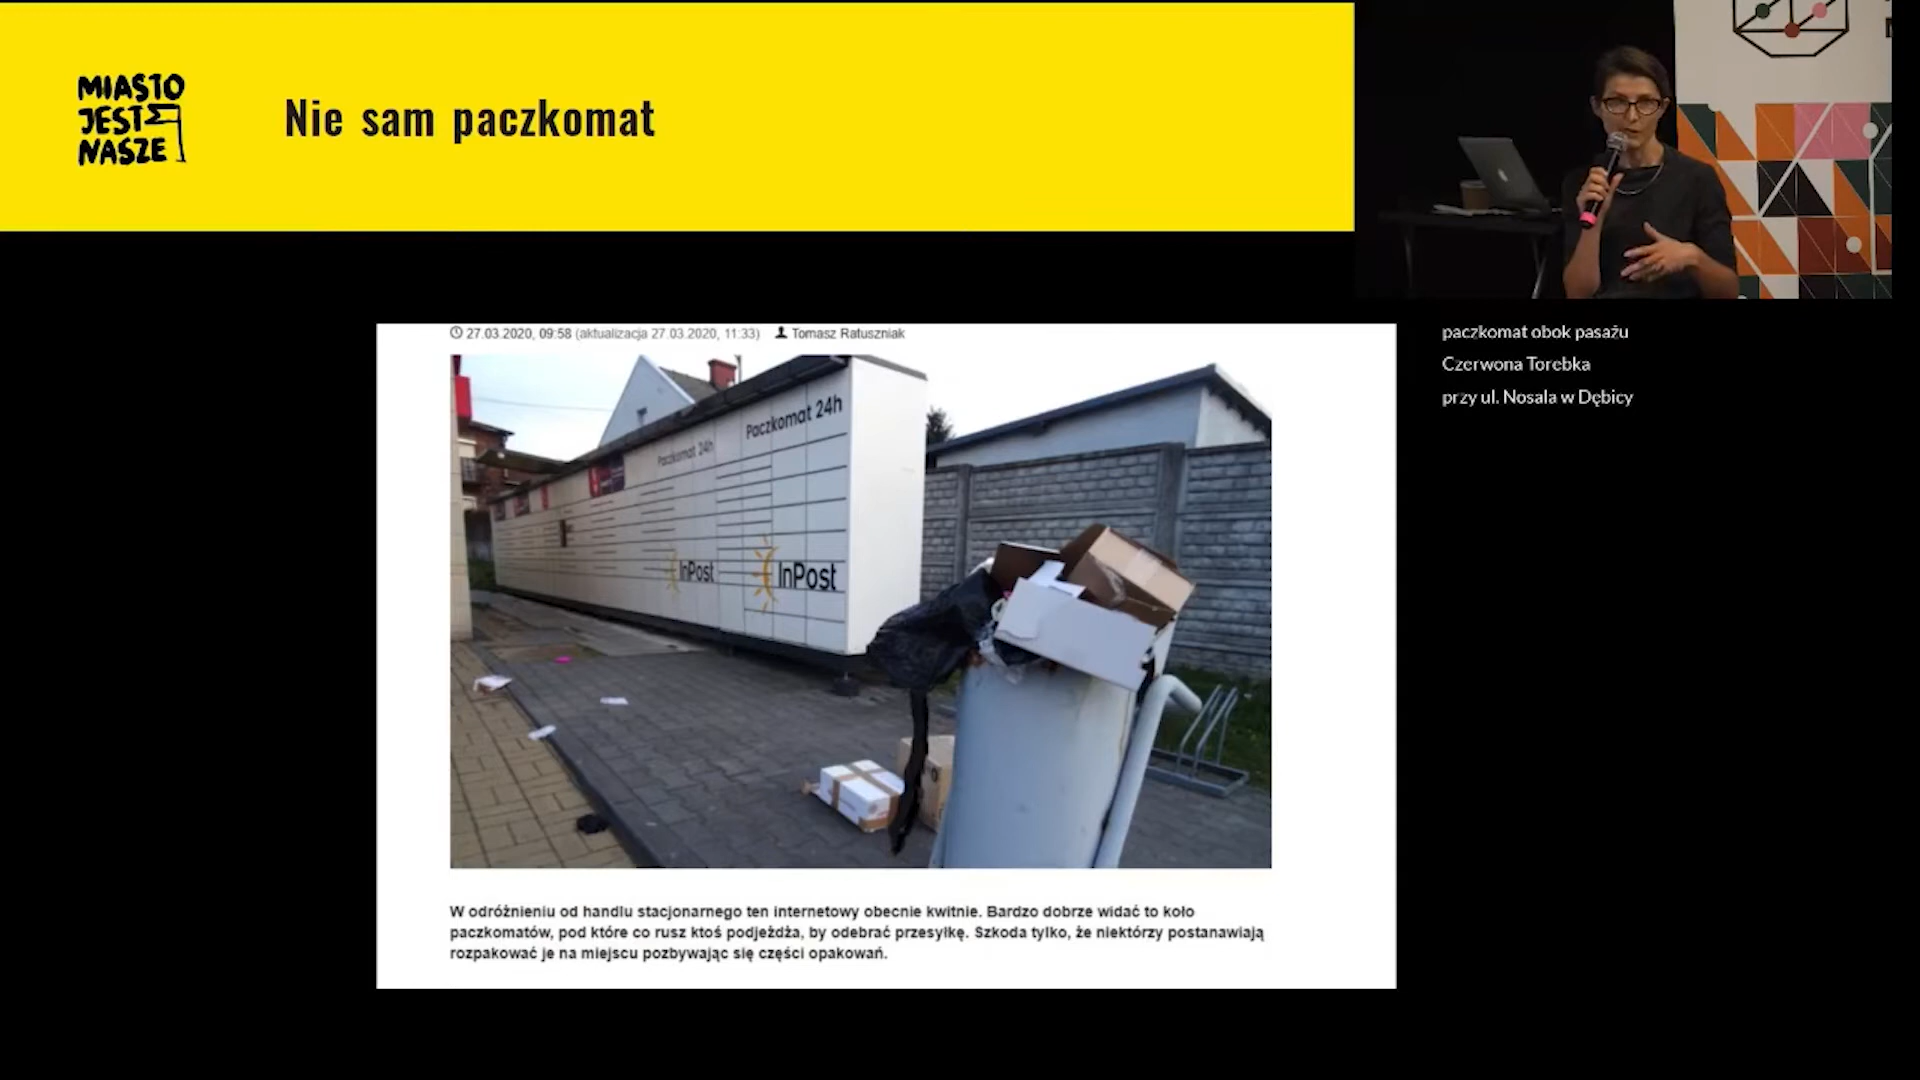 MIASTO
JEST
NASZE
Nie sam paczkomat
27.03.2020, 09:58 (aktualizacja 27.03.2020, 11:33) Tomasz Ratuszniak
Paczkomat 24h
Paczkomat 24h
InPost
InPost
W odróżnieniu od handlu stacjonarnego ten internetowy obecnie kwitnie. Bardzo dobrze widać to koło
paczkomatów, pod które co rusz ktoś podjeżdża, by odebrać przesyłkę. Szkoda tylko, że niektórzy postanawiają
rozpakować je na miejscu pozbywając się części opakowań.
paczkomat obok pasażu
Czerwona Torebka
przy ul. Nosala w Dębicy